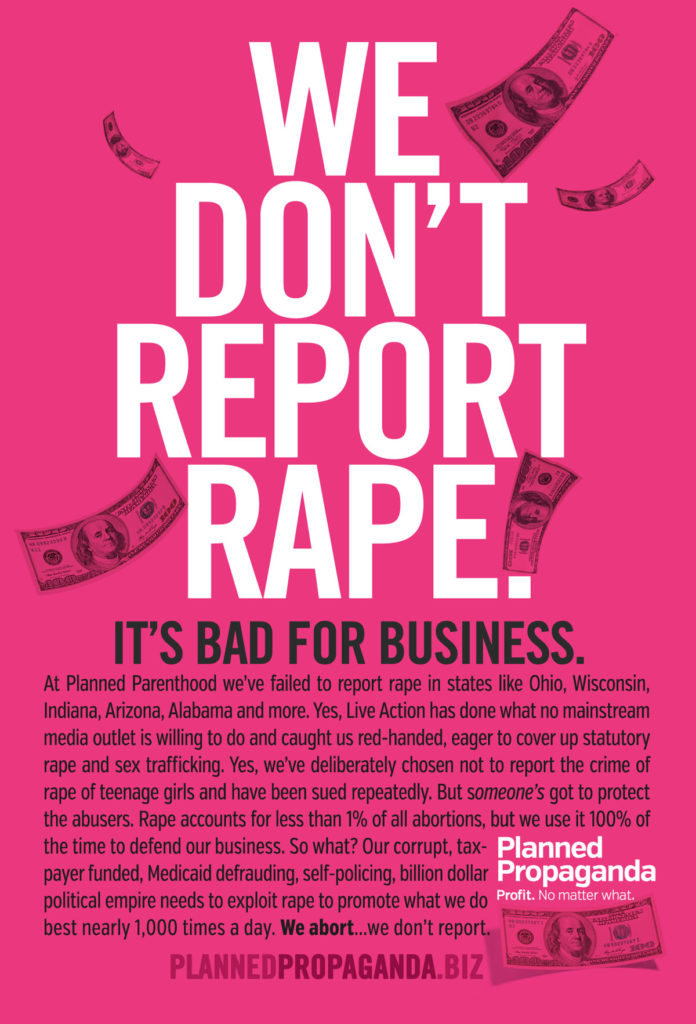 WE
DON’T
REPORT
RAPE.
IT’S BAD FOR BUSINESS.
At Planned Parenthood we’ve failed to report rape in states like Ohio, Wisconsin,
Indiana, Arizona, Alabama and more. Yes, Live Action has done what no mainstream
media outlet is willing to do and caught us red-handed, eager to cover up statutory
rape and sex trafficking. Yes, we’ve deliberately chosen not to report the crime of
rape of teenage girls and have been sued repeatedly. But someone’s got to protect
the abusers. Rape accounts for less than 1% of all abortions, but we use it 100% of
the time to defend our business. So what? Our corrupt, tax-
payer funded, Medicaid defrauding, self-policing, billion dollar
political empire needs to exploit rape to promote what we do
best nearly 1,000 times a day. We abort...we don’t report.
Planned
Propaganda
Profit. No matter what.
PLANNEDPROPAGANDA.BIZ